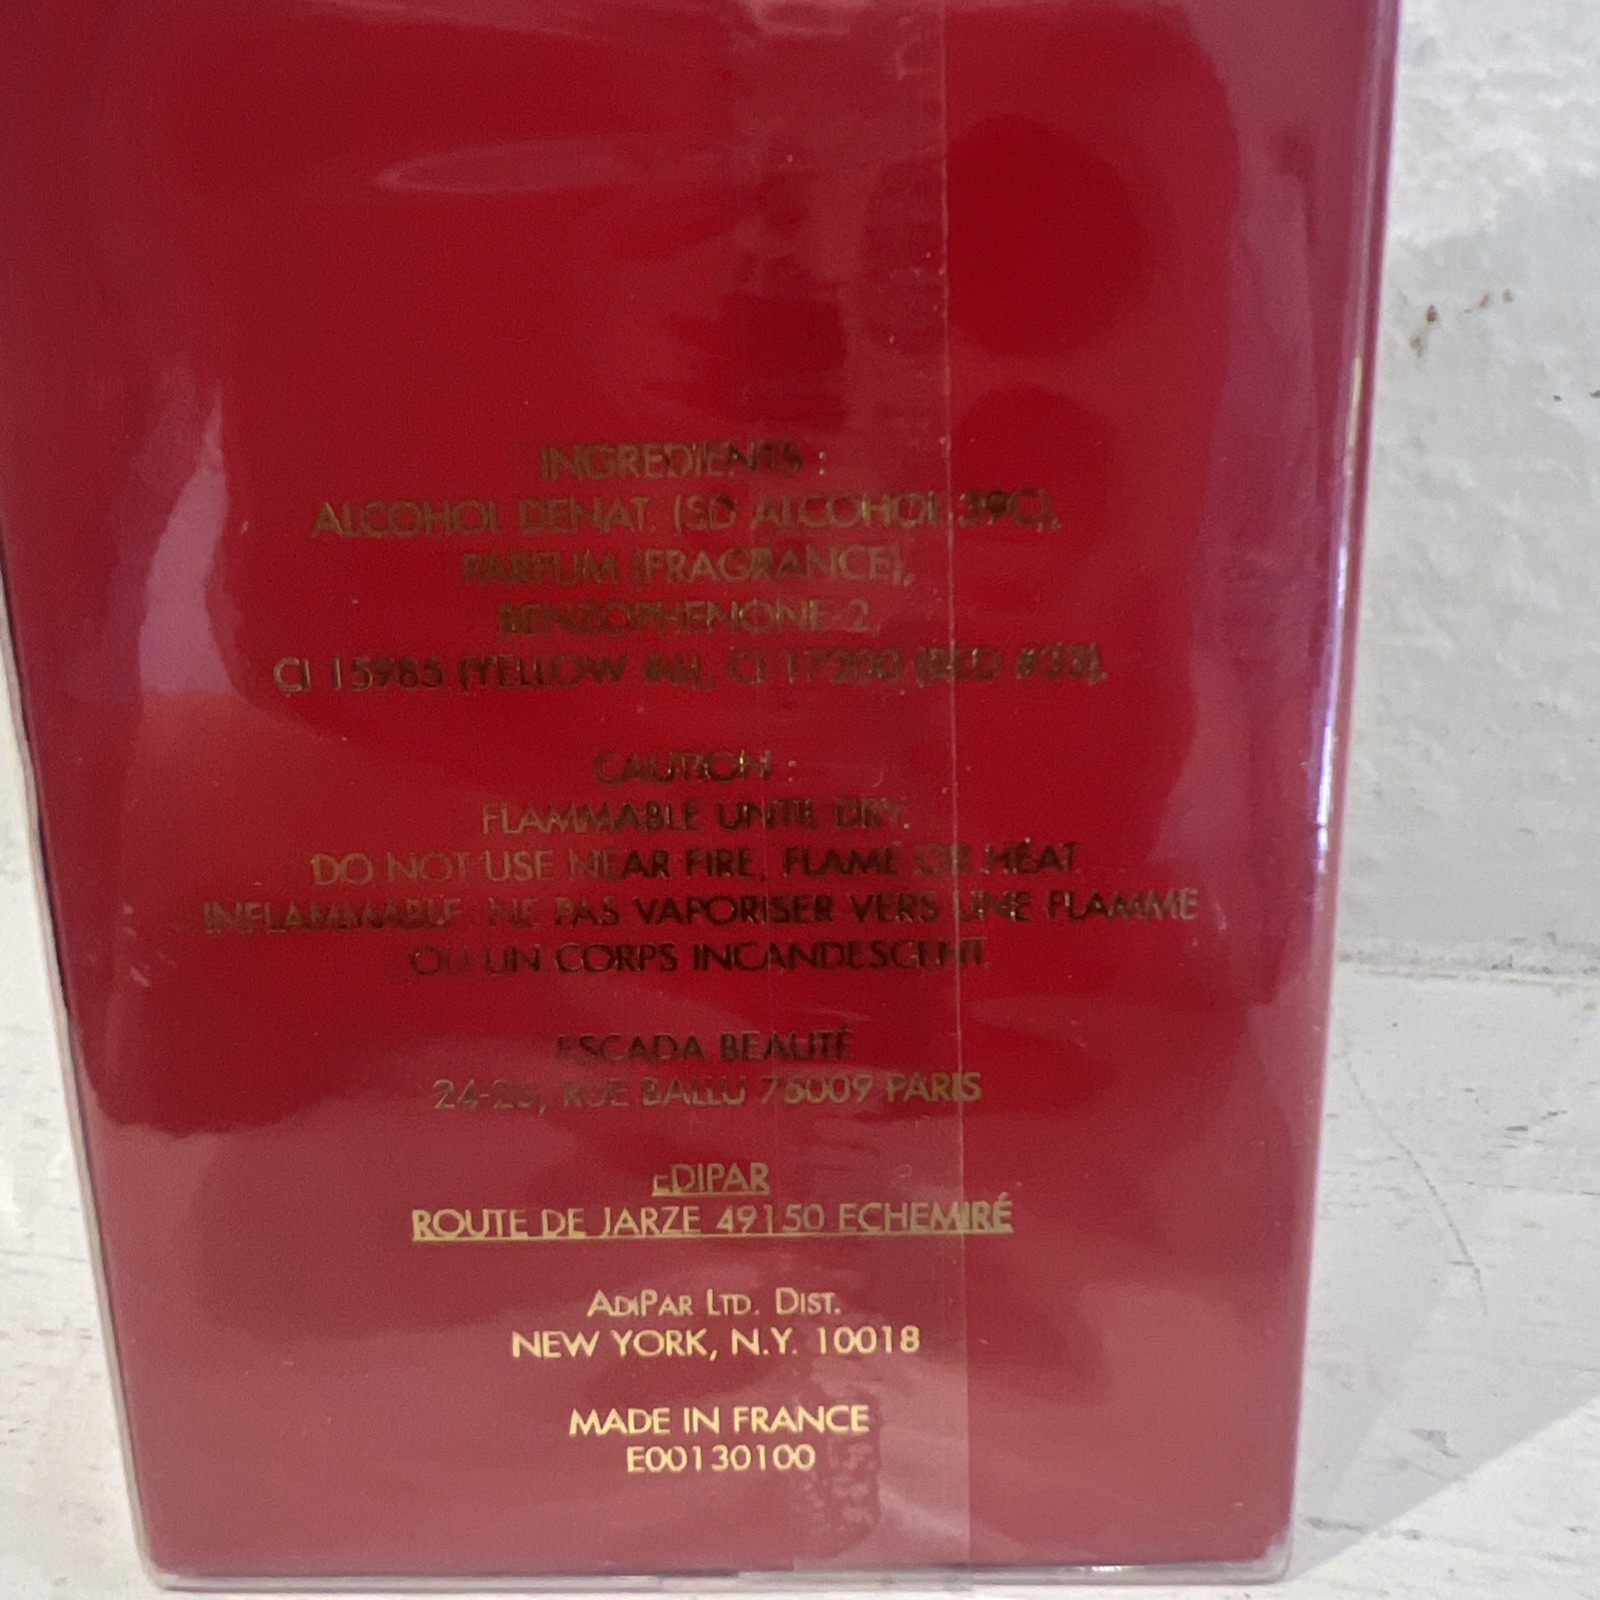 INGREDIENTS :
ALCOHOL DENAT. (SD ALCOHOL 39C),
PARFUM (FRAGRANCE),
BENZOPHENONE-2,
CI 15985 (YELLOW #6), CI 17200 (RED #33).
CAUTION :
FLAMMABLE UNTIL DRY.
DO NOT USE NEAR FIRE, FLAME OR HEAT.
INFLAMMABLE. NE PAS VAPORISER VERS UNE FLAMME
OU UN CORPS INCANDESCENT.
ESCADA BEAUTÉ
24-26, RUE BALLU 75009 PARIS
EDIPAR
ROUTE DE JARZE 49150 ECHEMIRÉ
ADIPAR LTD. DIST.
NEW YORK, N.Y. 10018
MADE IN FRANCE
E00130100